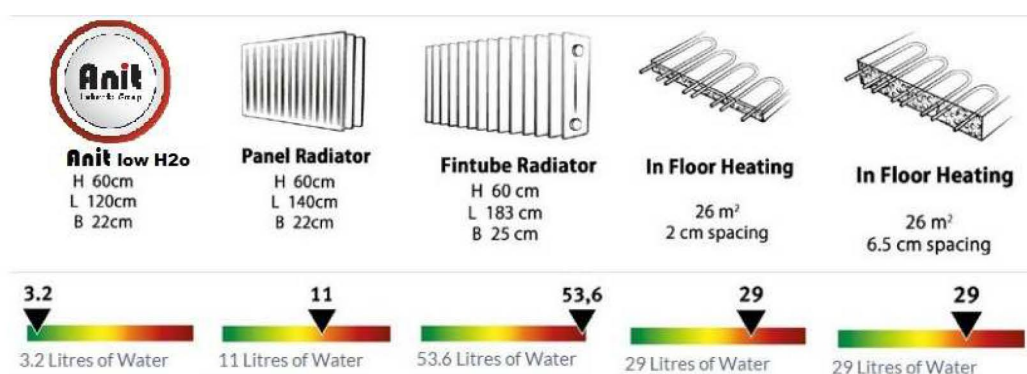 Anit
Anit low H2o
H 60cm
L 120cm
B 22cm
Panel Radiator
H 60cm
L 140cm
B 22cm
Fintube Radiator
H 60 cm
L 183 cm
B 25 cm
In Floor Heating
26 m²
2 cm spacing
In Floor Heating
26 m²
6.5 cm spacing
3.2
11
53,6
29
29
3.2 Litres of Water
11 Litres of Water
53.6 Litres of Water
29 Litres of Water
29 Litres of Water